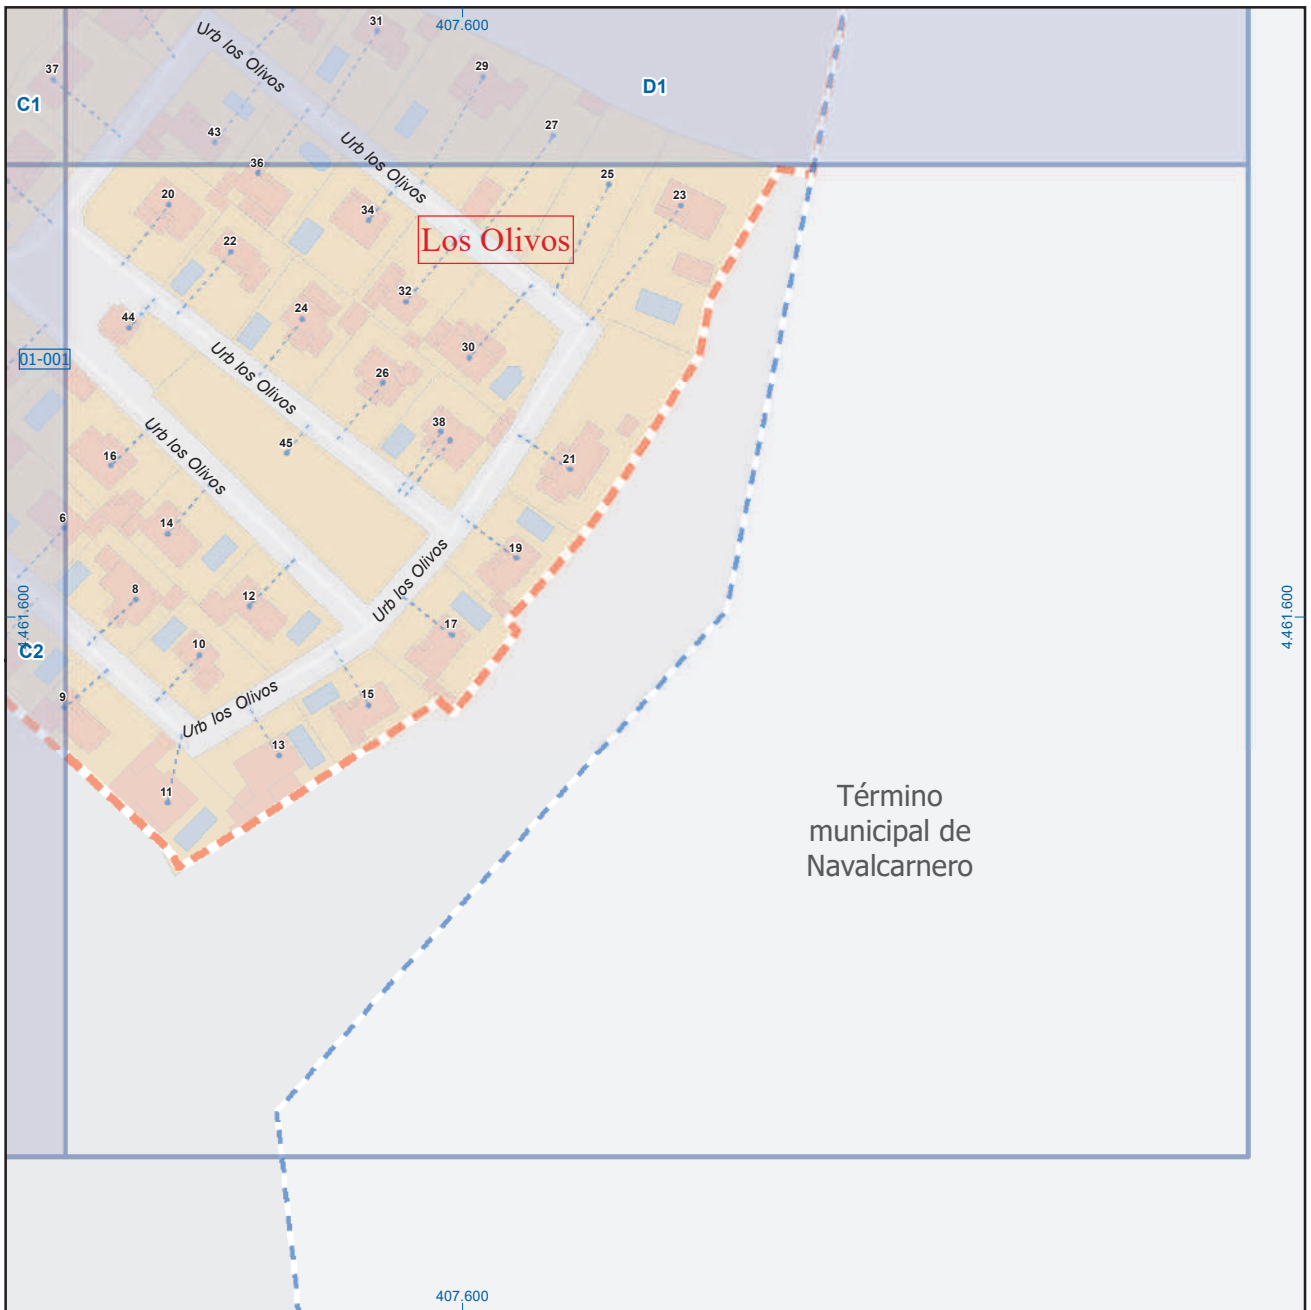 407.600
31
Urb los Olivos
37
29
D1
C1
43
27
Urb los Olivos
36
25
20
34
23
22
Los Olivos
32
24
44
30
01-001
Urb los Olivos
26
38
45
Urb los Olivos
16
21
6
14
19
Urb los Olivos
8
12
4.461.600
4.461.600
17
10
C2
9
15
Urb los Olivos
13
11
Término
municipal de
Navalcarnero
407.600